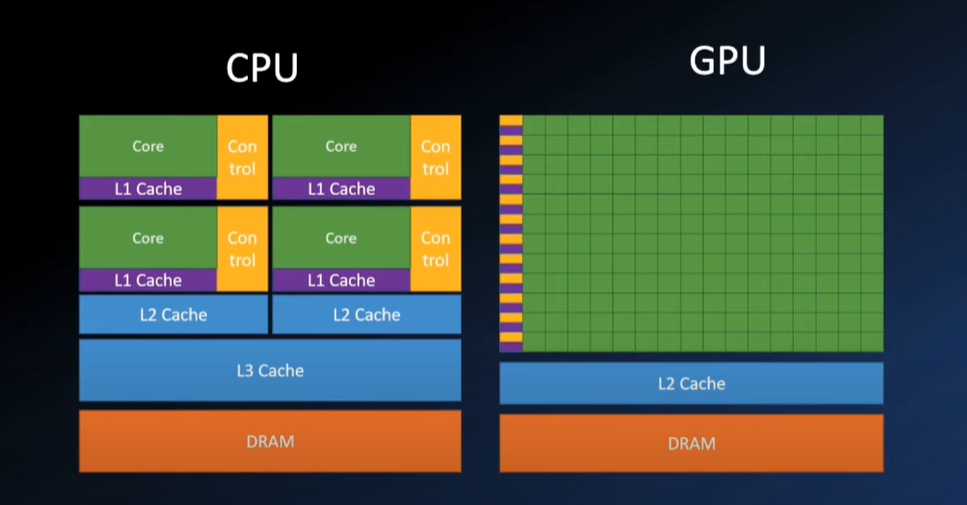 CPU
GPU
Core
Con
trol
L1 Cache
Core
Con
trol
L1 Cache
Core
Con
trol
L1 Cache
Core
Con
trol
L1 Cache
L2 Cache
L2 Cache
L3 Cache
DRAM
L2 Cache
DRAM